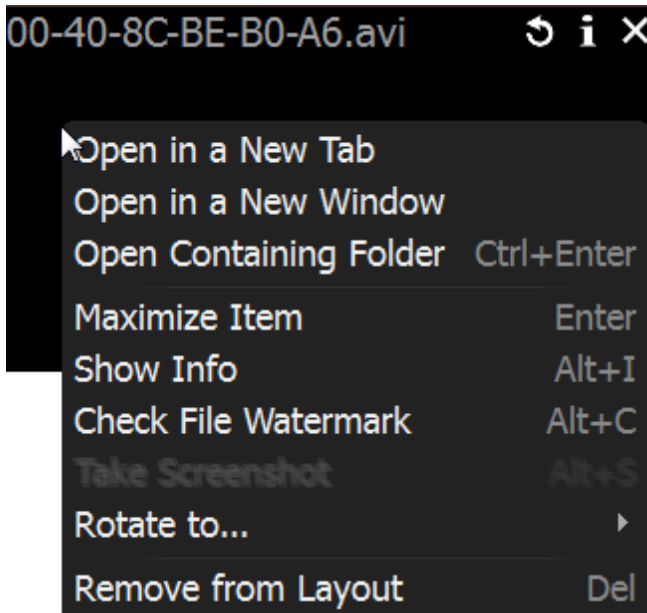 00-40-8C-BE-B0-A6.avi
Open in a New Tab
Open in a New Window
Open Containing Folder Ctrl+Enter
Maximize Item Enter
Show Info Alt+I
Check File Watermark Alt+C
Take Screenshot Alt+S
Rotate to...
Remove from Layout Del